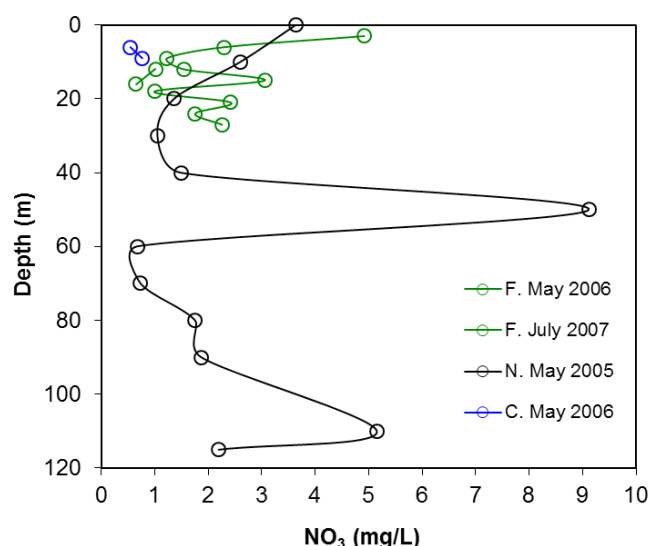 0
20
40
60
80
100
120
Depth (m)
F. May 2006
F. July 2007
N. May 2005
C. May 2006
0 1 2 3 4 5 6 7 8 9 10
NO₃ (mg/L)